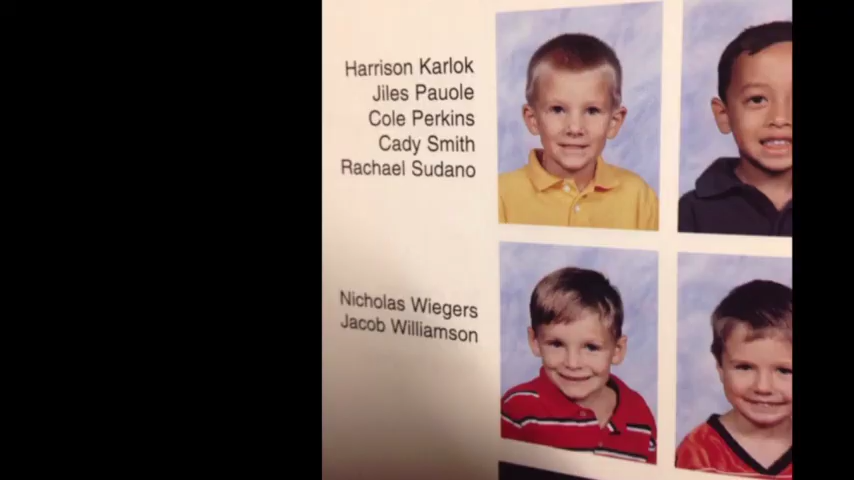 Harrison Karlok
Jiles Pauole
Cole Perkins
Cady Smith
Rachael Sudano
Nicholas Wiegers
Jacob Williamson